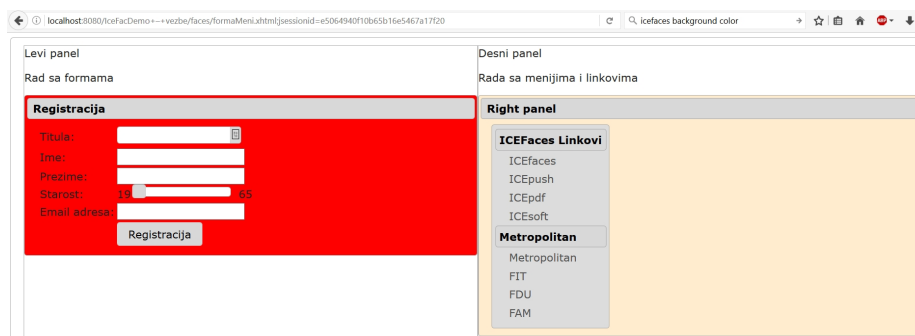 localhost:8080/IceFacDemo+-+vezbe/faces/formaMeni.xhtml;jsessionid=e5064940f10b65b16e5467a17f20
icefaces background color
ABP
Levi panel
Rad sa formama
Registracija
Titula:
Ime:
Prezime:
Starost: 19 65
Email adresa:
Registracija
Desni panel
Rada sa menijima i linkovima
Right panel
ICEFaces Linkovi
ICEfaces
ICEpush
ICEpdf
ICEsoft
Metropolitan
Metropolitan
FIT
FDU
FAM